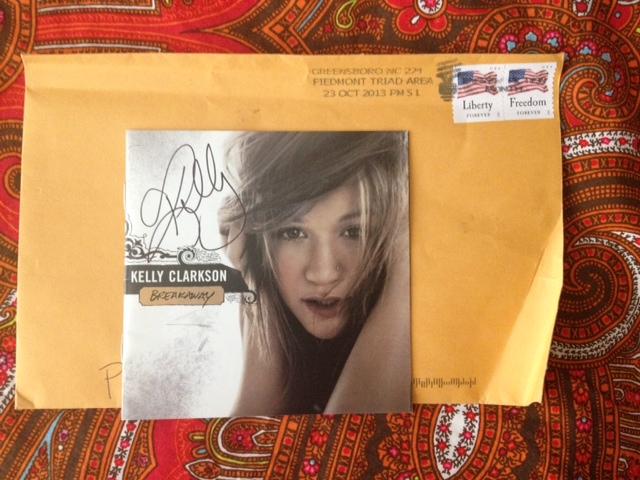 GREENSBORO NC 274
PIEDMONT TRIAD AREA
23 OCT 2013 PM 5 L
Liberty Freedom
FOREVER FOREVER
Kelly
KELLY CLARKSON
BREAKAWAY
P